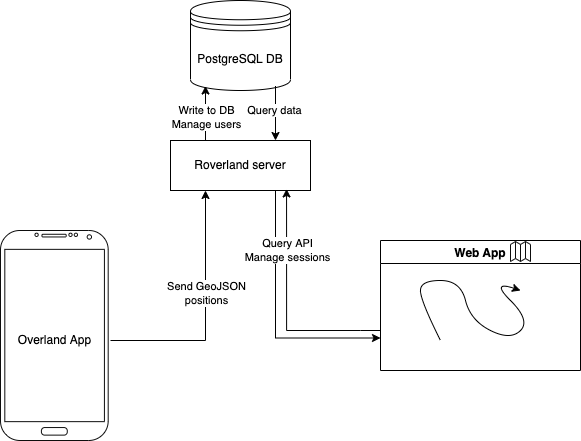 PostgreSQL DB
Write to DB
Manage users
Query data
Roverland server
Query API
Manage sessions
Web App
Send GeoJSON
positions
Overland App